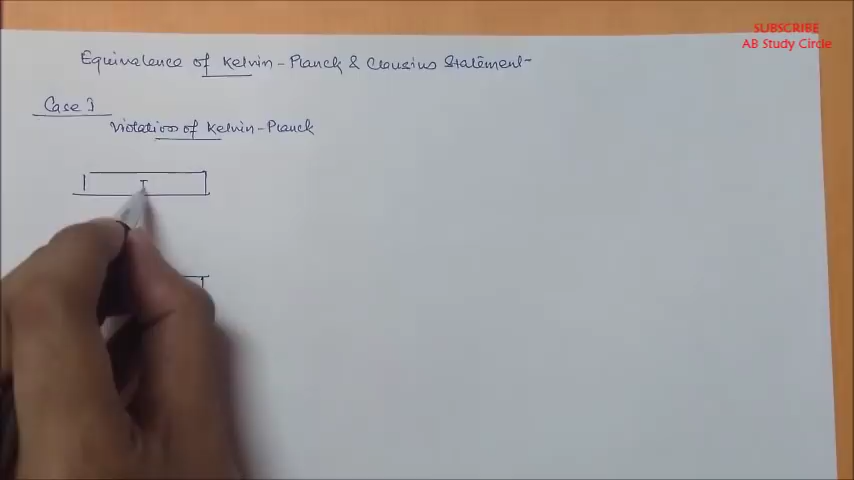 SUBSCRIBE
AB Study Circle
Equivalence of Kelvin-Planck & Clausius Statement-
Case I
Violation of Kelvin-Planck
T